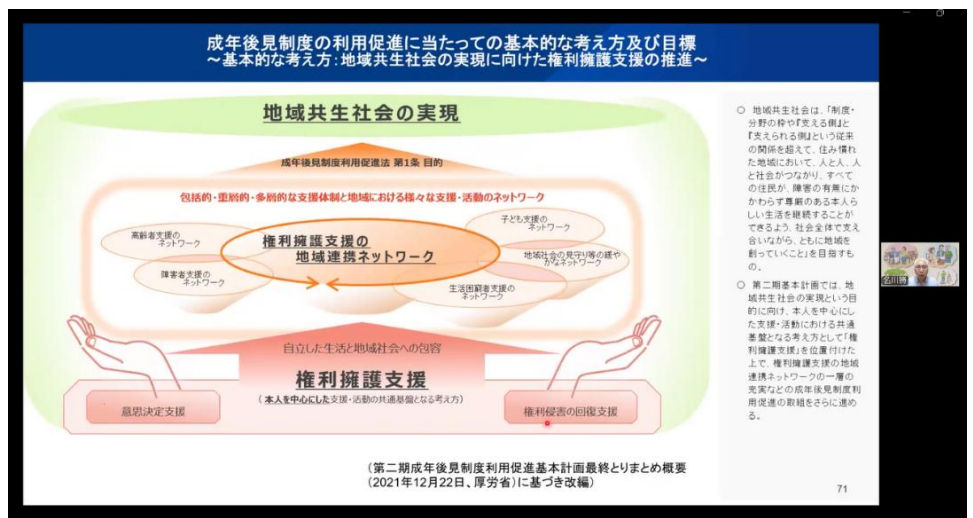 成年後見制度の利用促進に当たっての基本的な考え方及び目標
～基本的な考え方:地域共生社会の実現に向けた権利擁護支援の推進～
地域共生社会の実現
成年後見制度利用促進法 第1条 目的
包括的・重層的・多層的な支援体制と地域における様々な支援・活動のネットワーク
高齢者支援の
ネットワーク
障害者支援の
ネットワーク
権利擁護支援の
地域連携ネットワーク
子ども支援の
ネットワーク
地域社会の見守り等の緩や
かなネットワーク
生活困窮者支援の
ネットワーク
自立した生活と地域社会への包容
権利擁護支援
（本人を中心にした支援・活動の共通基盤となる考え方）
意思決定支援
権利侵害の回復支援
（第二期成年後見制度利用促進基本計画最終とりまとめ概要
（2021年12月22日、厚労省）に基づき改編）
○ 地域共生社会は、「制度・
分野の枠や『支える側』と
『支えられる側』という従来
の関係を超えて、住み慣れ
た地域において、人と人、人
と社会がつながり、すべて
の住民が、障害の有無にか
かわらず尊厳のある本人ら
しい生活を継続することが
できるよう、社会全体で支え
合いながら、ともに地域を
創っていくこと」を目指すも
の。
○ 第二期基本計画では、地
域共生社会の実現という目
的に向け、本人を中心にし
た支援・活動における共通
基盤となる考え方として「権
利擁護支援」を位置付けた
上で、権利擁護支援の地域
連携ネットワークの一層の
充実などの成年後見制度利
用促進の取組をさらに進め
る。
71
名川勝